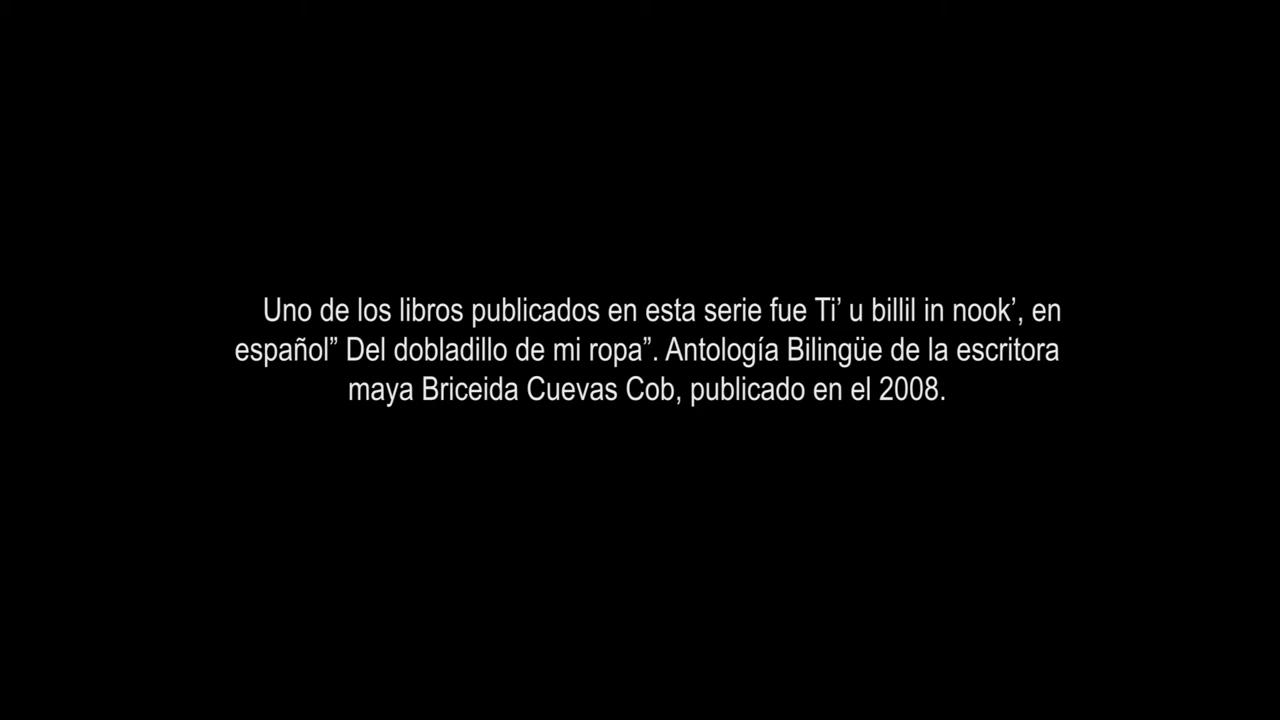 Uno de los libros publicados en esta serie fue Ti’ u billil in nook’, en
español” Del dobladillo de mi ropa”. Antología Bilingüe de la escritora
maya Briceida Cuevas Cob, publicado en el 2008.